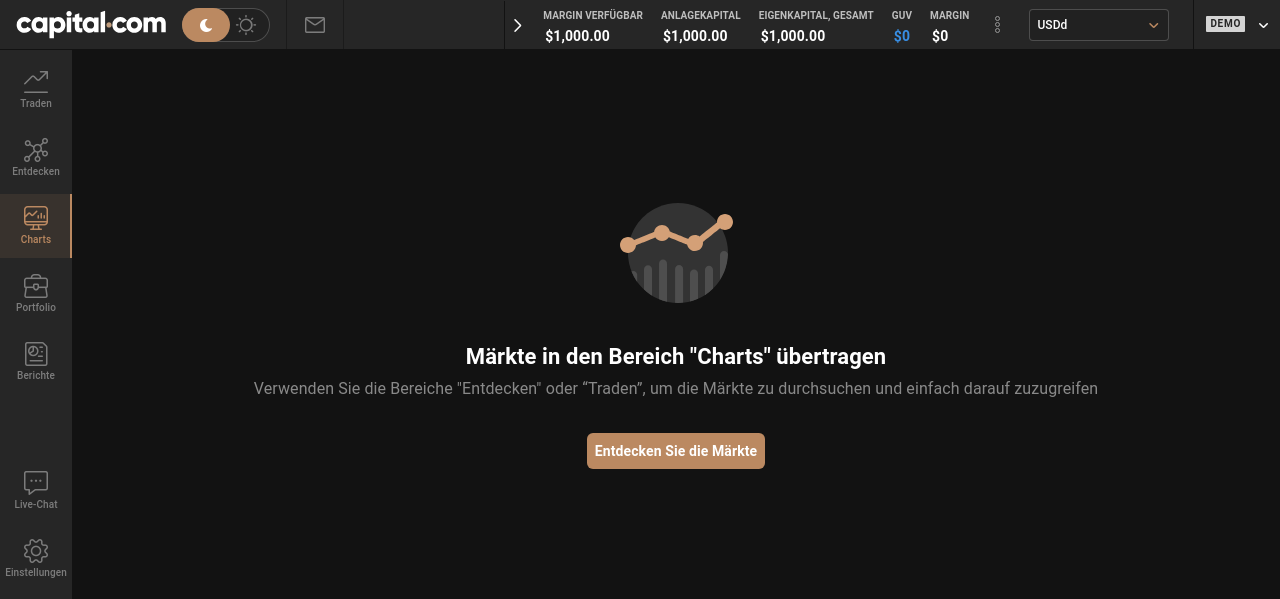 capital.com
MARGIN VERFÜGBAR
$1,000.00
ANLAGEKAPITAL
$1,000.00
EIGENKAPITAL, GESAMT
$1,000.00
GUV
$0
MARGIN
$0
USDd
DEMO
Traden
Entdecken
Charts
Portfolio
Berichte
Live-Chat
Einstellungen
Märkte in den Bereich "Charts" übertragen
Verwenden Sie die Bereiche "Entdecken" oder “Traden”, um die Märkte zu durchsuchen und einfach darauf zuzugreifen
Entdecken Sie die Märkte